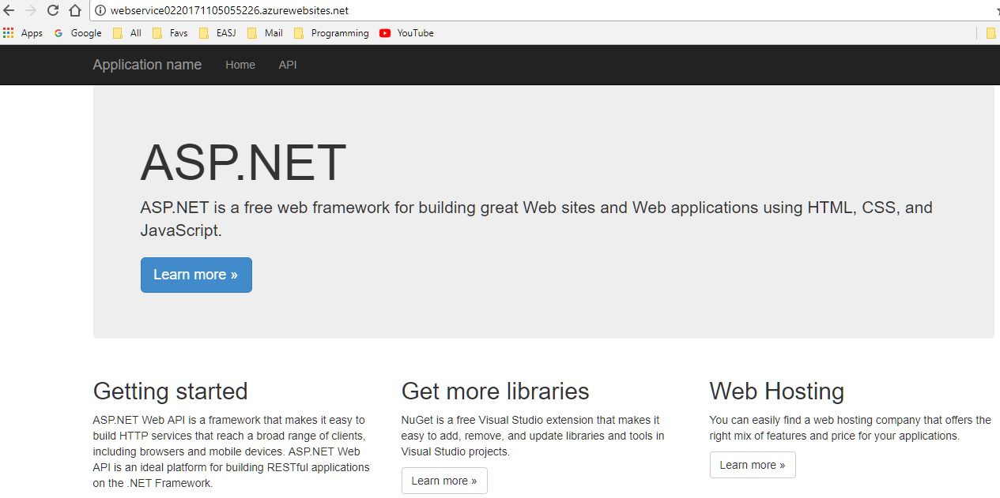 webservice0220171105055226.azurewebsites.net
Apps Google All Favs EASJ Mail Programming YouTube
Application name Home API
ASP.NET
ASP.NET is a free web framework for building great Web sites and Web applications using HTML, CSS, and
JavaScript.
Learn more »
Getting started
ASP.NET Web API is a framework that makes it easy to
build HTTP services that reach a broad range of clients,
including browsers and mobile devices. ASP.NET Web
API is an ideal platform for building RESTful applications
on the .NET Framework.
Get more libraries
NuGet is a free Visual Studio extension that makes it
easy to add, remove, and update libraries and tools in
Visual Studio projects.
Learn more »
Web Hosting
You can easily find a web hosting company that offers the
right mix of features and price for your applications.
Learn more »